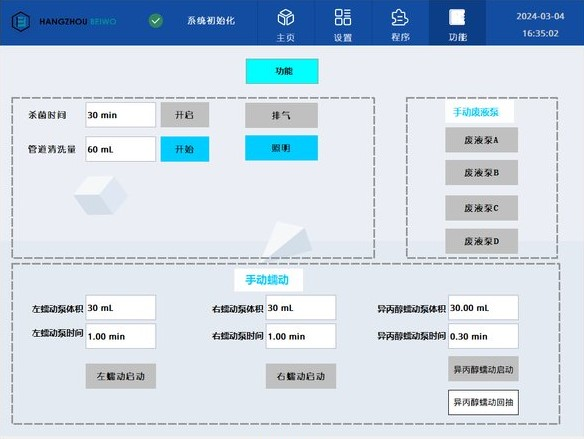 HANGZHOU BEIWO 系统初始化 主页 设置 程序 功能 2024-03-04
16:35:02
功能
杀菌时间 30 min 开启 排气
管道清洗量 60 mL 开始 照明
手动废液泵
废液泵A
废液泵B
废液泵C
废液泵D
手动蠕动
左蠕动泵体积 30 mL 右蠕动泵体积 30 mL 异丙醇蠕动泵体积 30.00 mL
左蠕动泵时间 1.00 min 右蠕动泵时间 1.00 min 异丙醇蠕动泵时间 0.30 min
左蠕动启动 右蠕动启动 异丙醇蠕动启动
异丙醇蠕动回抽